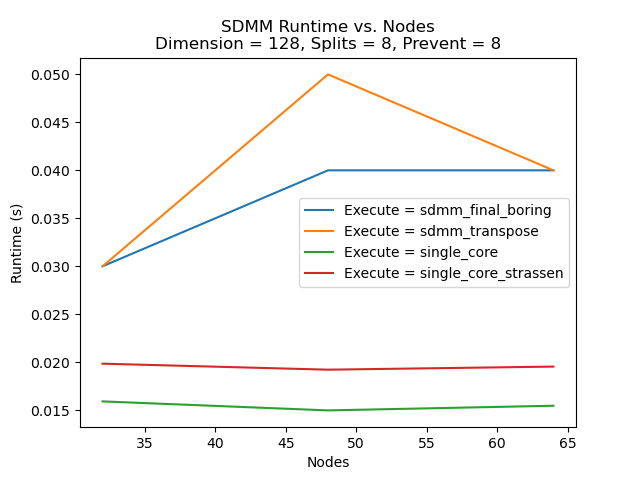 SDMM Runtime vs. Nodes
Dimension = 128, Splits = 8, Prevent = 8
Runtime (s)
0.050
0.045
0.040
0.035
0.030
0.025
0.020
0.015
Execute = sdmm_final_boring
Execute = sdmm_transpose
Execute = single_core
Execute = single_core_strassen
35 40 45 50 55 60 65
Nodes